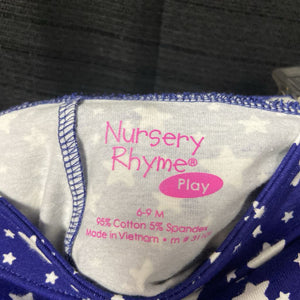 Nursery
Rhyme®
Play
6-9 M
95% Cotton 5% Spandex
Made in Vietnam • m #